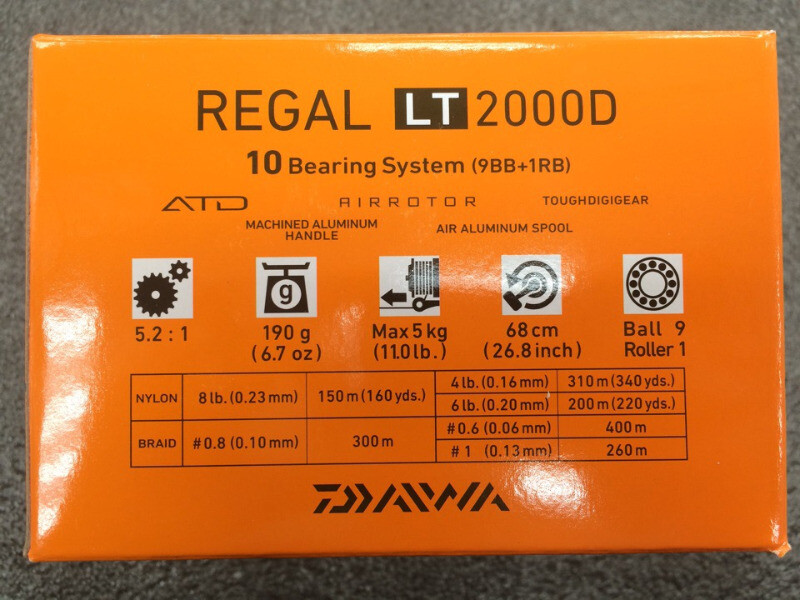 REGAL LT 2000D
10 Bearing System (9BB+1RB)
ATD AIRROTOR TOUGHDIGIGEAR
MACHINED ALUMINUM HANDLE AIR ALUMINUM SPOOL
g
5.2 : 1 190 g Max 5 kg 68 cm Ball 9
(6.7 oz) (11.0 lb.) (26.8 inch) Roller 1
NYLON 8 lb. (0.23 mm) 150 m (160 yds.) 4 lb. (0.16 mm) 310 m (340 yds.)
6 lb. (0.20 mm) 200 m (220 yds.)
BRAID #0.8 (0.10 mm) 300 m #0.6 (0.06 mm) 400 m
#1 (0.13 mm) 260 m
DAIWA